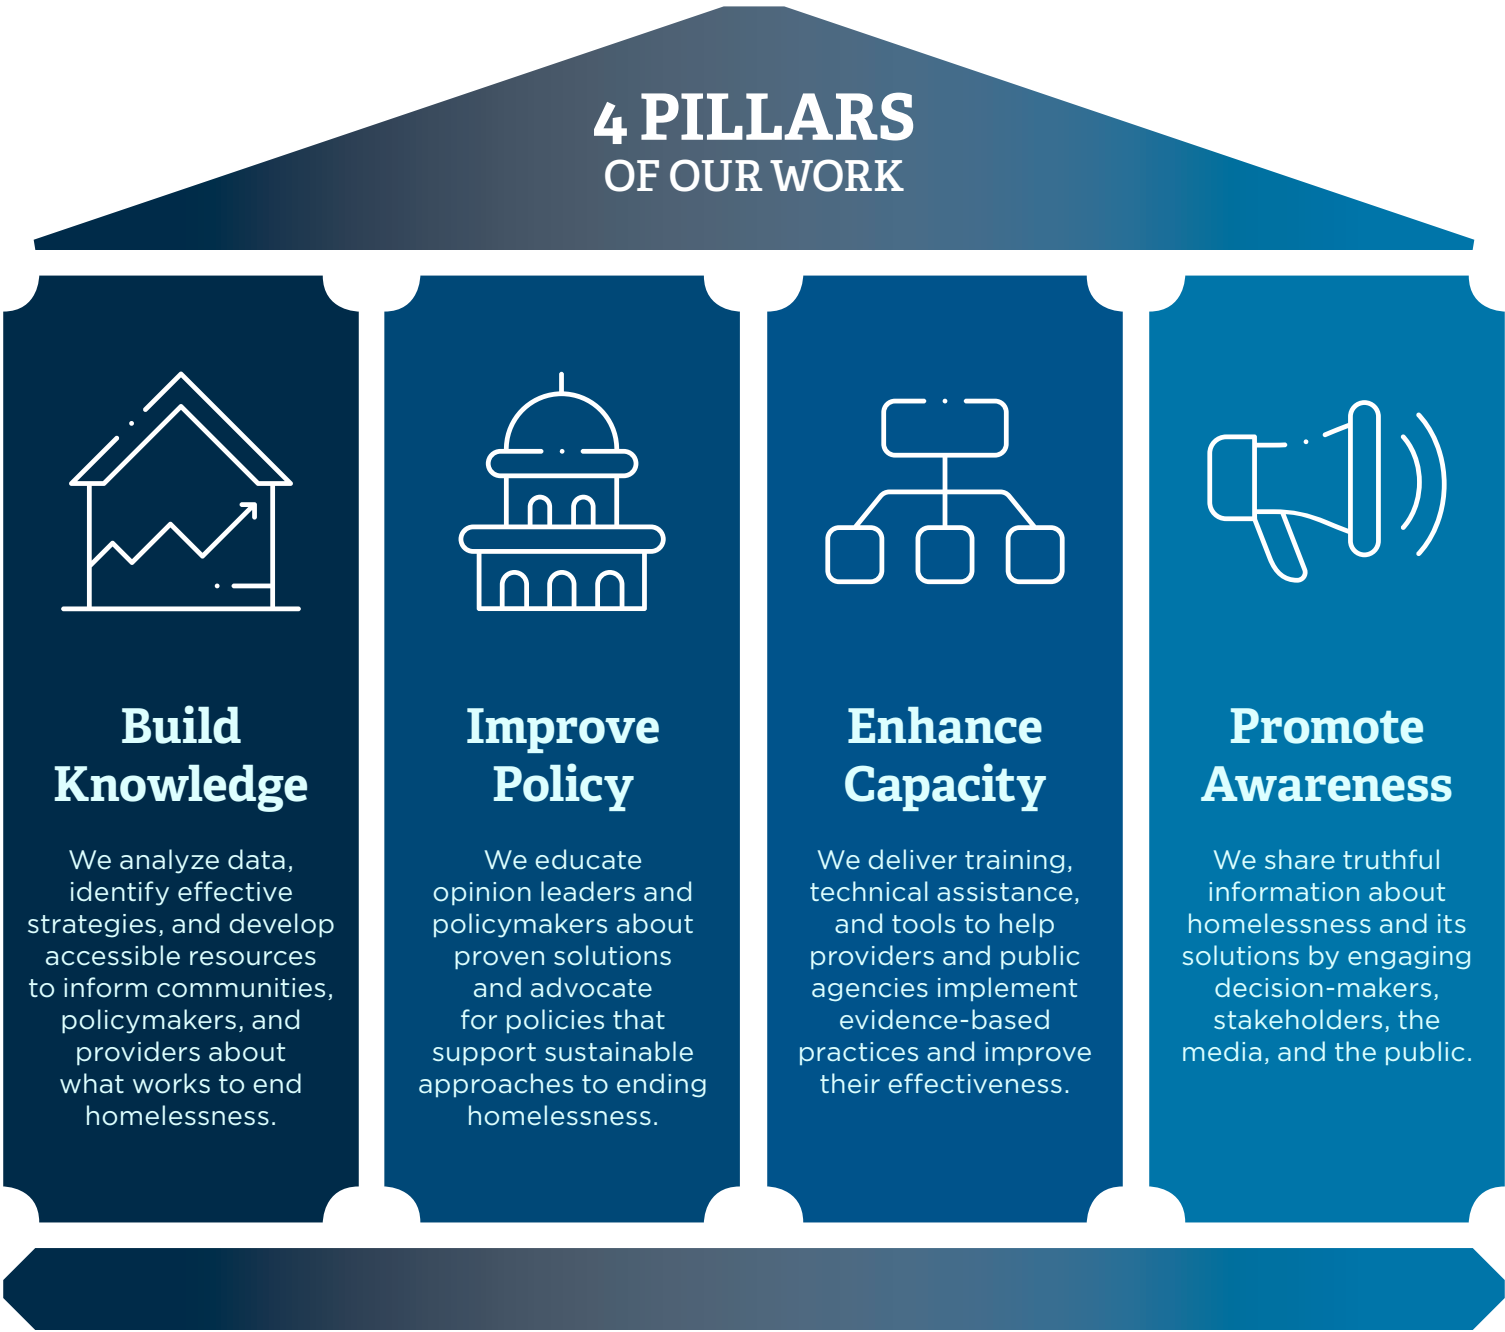 4 PILLARS
OF OUR WORK
Build
Knowledge
We analyze data,
identify effective
strategies, and develop
accessible resources
to inform communities,
policymakers, and
providers about
what works to end
homelessness.
Improve
Policy
We educate
opinion leaders and
policymakers about
proven solutions
and advocate
for policies that
support sustainable
approaches to ending
homelessness.
Enhance
Capacity
We deliver training,
technical assistance,
and tools to help
providers and public
agencies implement
evidence-based
practices and improve
their effectiveness.
Promote
Awareness
We share truthful
information about
homelessness and its
solutions by engaging
decision-makers,
stakeholders, the
media, and the public.